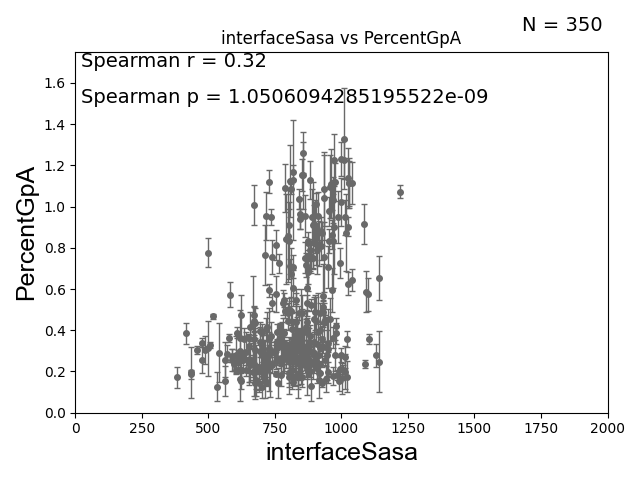 N = 350
interfaceSasa vs PercentGpA
Spearman r = 0.32
Spearman p = 1.0506094285195522e-09
PercentGpA
1.6
1.4
1.2
1.0
0.8
0.6
0.4
0.2
0.0
0 250 500 750 1000 1250 1500 1750 2000
interfaceSasa